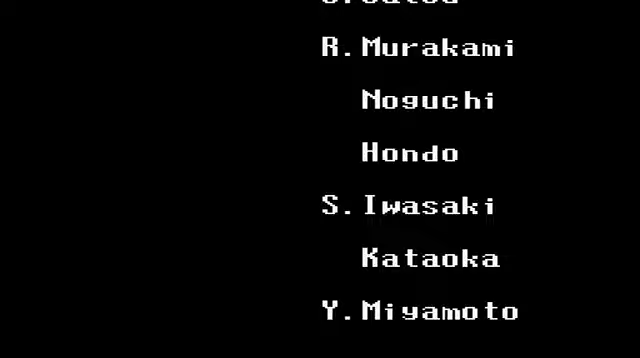 R. Murakami
Noguchi
Hondo
S. Iwasaki
Kataoka
Y. Miyamoto